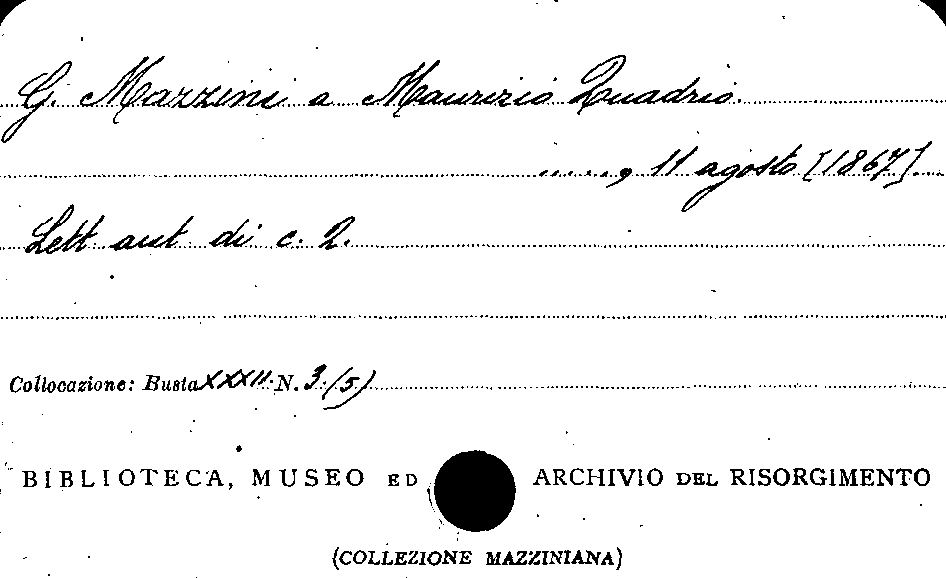 G. Mazzini a Maurizio Quadrio.
....., 11 agosto [1867].
Lett. aut. di c. 2.
Collocazione: Busta XXXII N. 3 (5)
BIBLIOTECA, MUSEO ED ARCHIVIO DEL RISORGIMENTO
(COLLEZIONE MAZZINIANA)